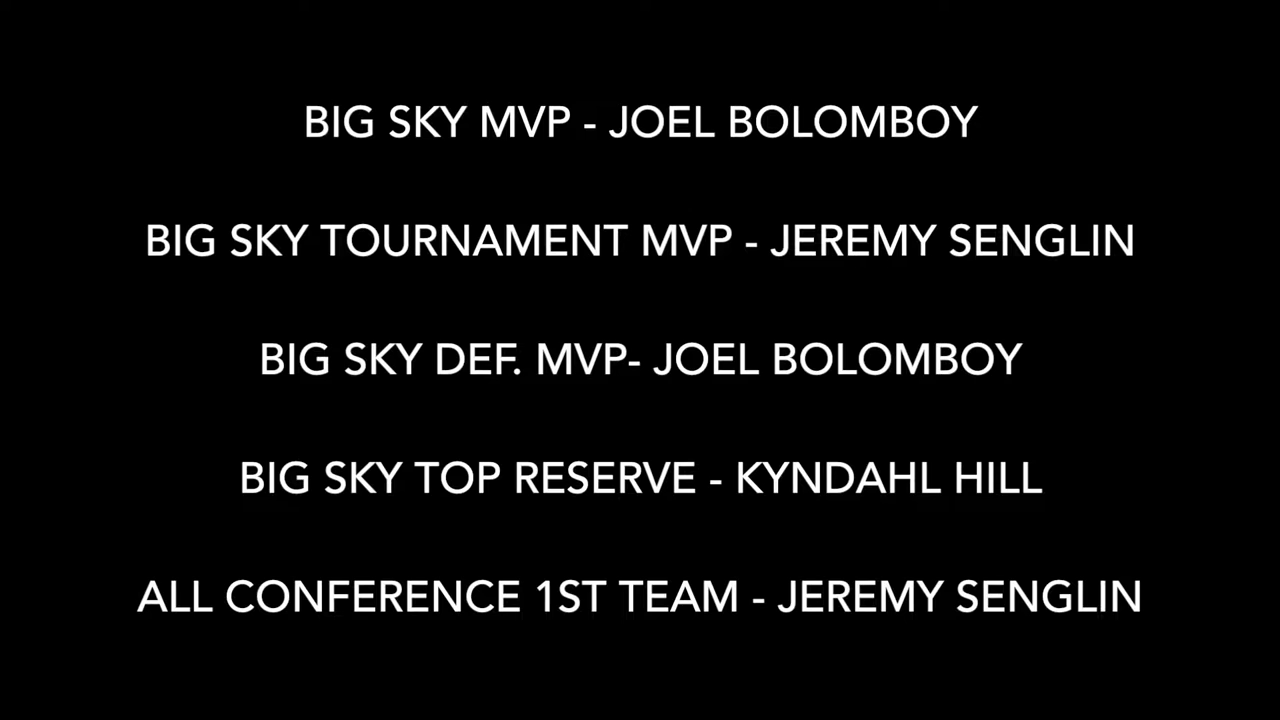 BIG SKY MVP - JOEL BOLOMBOY
BIG SKY TOURNAMENT MVP - JEREMY SENGLIN
BIG SKY DEF. MVP- JOEL BOLOMBOY
BIG SKY TOP RESERVE - KYNDAHL HILL
ALL CONFERENCE 1ST TEAM - JEREMY SENGLIN